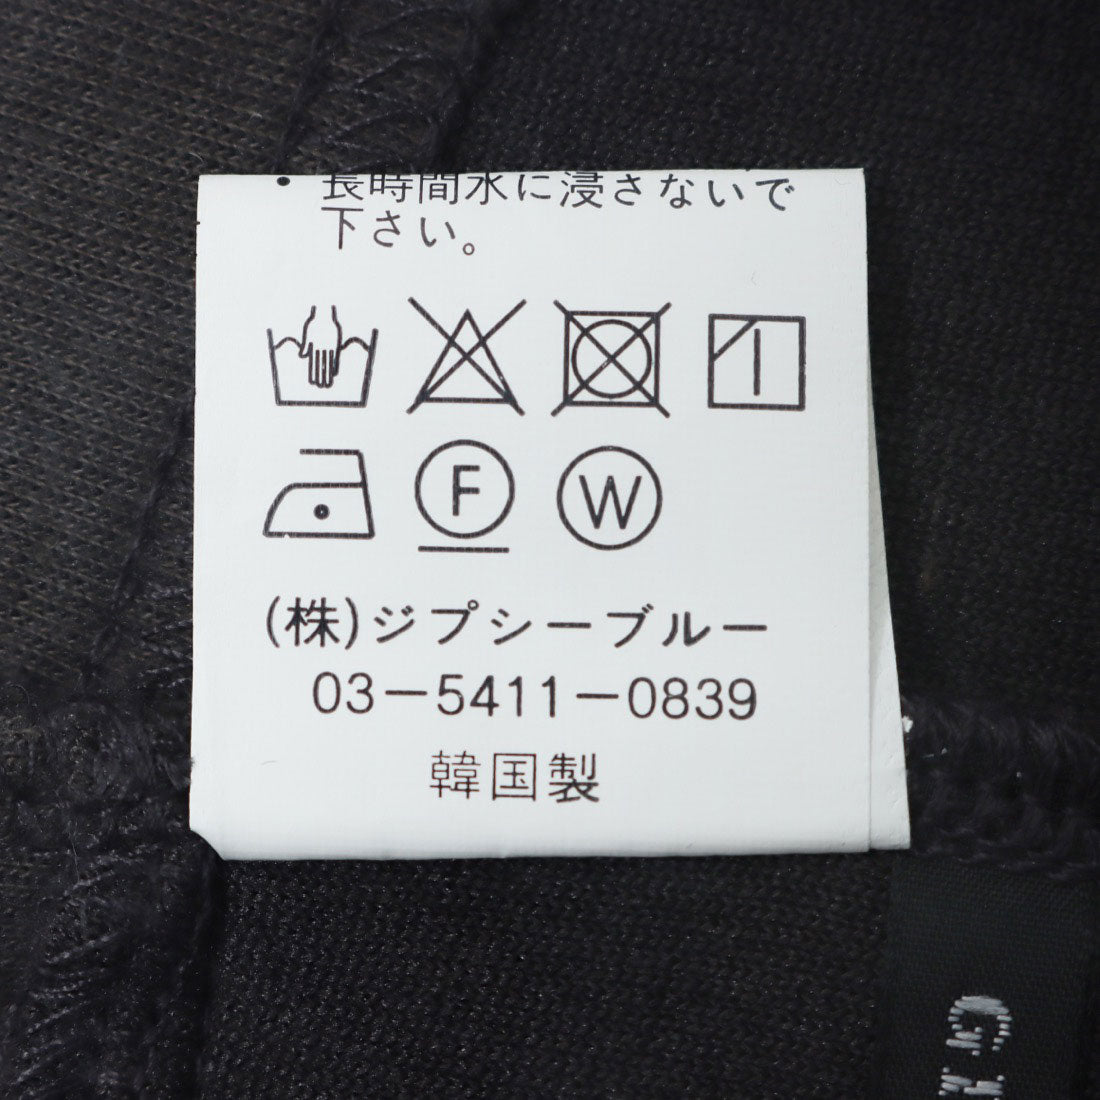 ・長時間水に浸さないで
下さい。
F W
(株)ジプシーブルー
03-5411-0839
韓国製
G